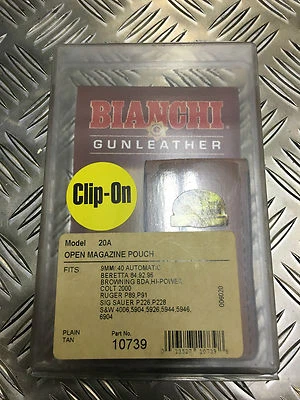 BIANCHI
GUNLEATHER
Clip-On
Model 20A
OPEN MAGAZINE POUCH
FITS 9MM/40 AUTOMATIC
BERETTA 84,92,96
BROWNING BDA,HI-POWER
COLT 2000
RUGER P89,P91
SIG SAUER P226,P228
S&W 4006,5904,5926,5944,5946,
6904
PLAIN
TAN
Part No.
10739